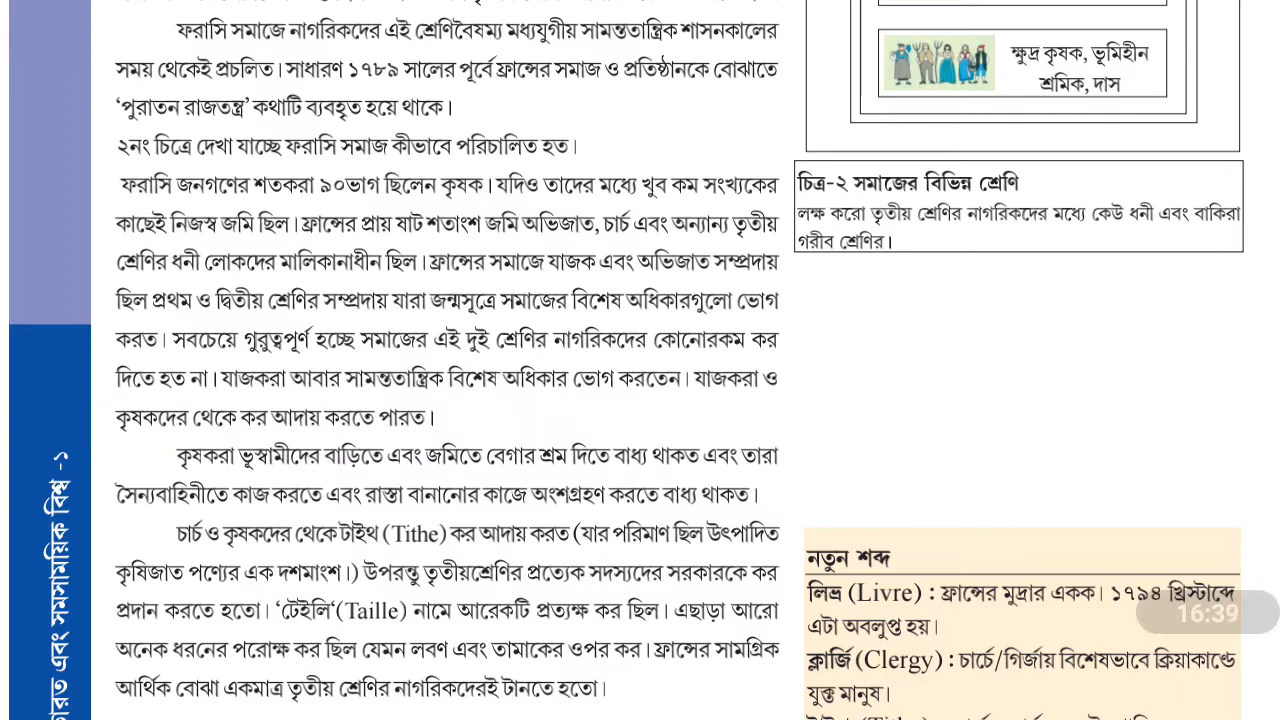 ফরাসি সমাজে নাগরিকদের এই শ্রেণিবৈষম্য মধ্যযুগীয় সামন্ততান্ত্রিক শাসনকালের
সময় থেকেই প্রচলিত। সাধারণ ১৭৮৯ সালের পূর্বে ফ্রান্সের সমাজ ও প্রতিষ্ঠানকে বোঝাতে
‘পুরাতন রাজতন্ত্র’ কথাটি ব্যবহৃত হয়ে থাকে।
২নং চিত্রে দেখা যাচ্ছে ফরাসি সমাজ কীভাবে পরিচালিত হত।
ফরাসি জনগণের শতকরা ৯০ভাগ ছিলেন কৃষক। যদিও তাদের মধ্যে খুব কম সংখ্যকের
কাছেই নিজস্ব জমি ছিল। ফ্রান্সের প্রায় ষাট শতাংশ জমি অভিজাত, চার্চ এবং অন্যান্য তৃতীয়
শ্রেণির ধনী লোকদের মালিকানাধীন ছিল। ফ্রান্সের সমাজে যাজক এবং অভিজাত সম্প্রদায়
ছিল প্রথম ও দ্বিতীয় শ্রেণির সম্প্রদায় যারা জন্মসূত্রে সমাজের বিশেষ অধিকারগুলো ভোগ
করত। সবচেয়ে গুরুত্বপূর্ণ হচ্ছে সমাজের এই দুই শ্রেণির নাগরিকদের কোনোরকম কর
দিতে হত না। যাজকরা আবার সামন্ততান্ত্রিক বিশেষ অধিকার ভোগ করতেন। যাজকরা ও
কৃষকদের থেকে কর আদায় করতে পারত।
কৃষকরা ভূস্বামীদের বাড়িতে এবং জমিতে বেগার শ্রম দিতে বাধ্য থাকত এবং তারা
সৈন্যবাহিনীতে কাজ করতে এবং রাস্তা বানানোর কাজে অংশগ্রহণ করতে বাধ্য থাকত।
চার্চ ও কৃষকদের থেকে টাইথ (Tithe) কর আদায় করত (যার পরিমাণ ছিল উৎপাদিত
কৃষিজাত পণ্যের এক দশমাংশ।) উপরন্তু তৃতীয়শ্রেণির প্রত্যেক সদস্যদের সরকারকে কর
প্রদান করতে হতো। ‘টেইলি‘(Taille) নামে আরেকটি প্রত্যক্ষ কর ছিল। এছাড়া আরো
অনেক ধরনের পরোক্ষ কর ছিল যেমন লবণ এবং তামাকের ওপর কর। ফ্রান্সের সামগ্রিক
আর্থিক বোঝা একমাত্র তৃতীয় শ্রেণির নাগরিকদেরই টানতে হতো।
ক্ষুদ্র কৃষক, ভূমিহীন
শ্রমিক, দাস
চিত্র-২ সমাজের বিভিন্ন শ্রেণি
লক্ষ করো তৃতীয় শ্রেণির নাগরিকদের মধ্যে কেউ ধনী এবং বাকিরা
গরীব শ্রেণির।
নতুন শব্দ
লিভ্র (Livre) : ফ্রান্সের মুদ্রার একক। ১৭৯৪ খ্রিস্টাব্দে
এটা অবলুপ্ত হয়।
ক্লার্জি (Clergy) : চার্চে/গির্জায় বিশেষভাবে ক্রিয়াকাণ্ডে
যুক্ত মানুষ।
16:39
ভারত এবং সমসাময়িক বিশ্ব -১